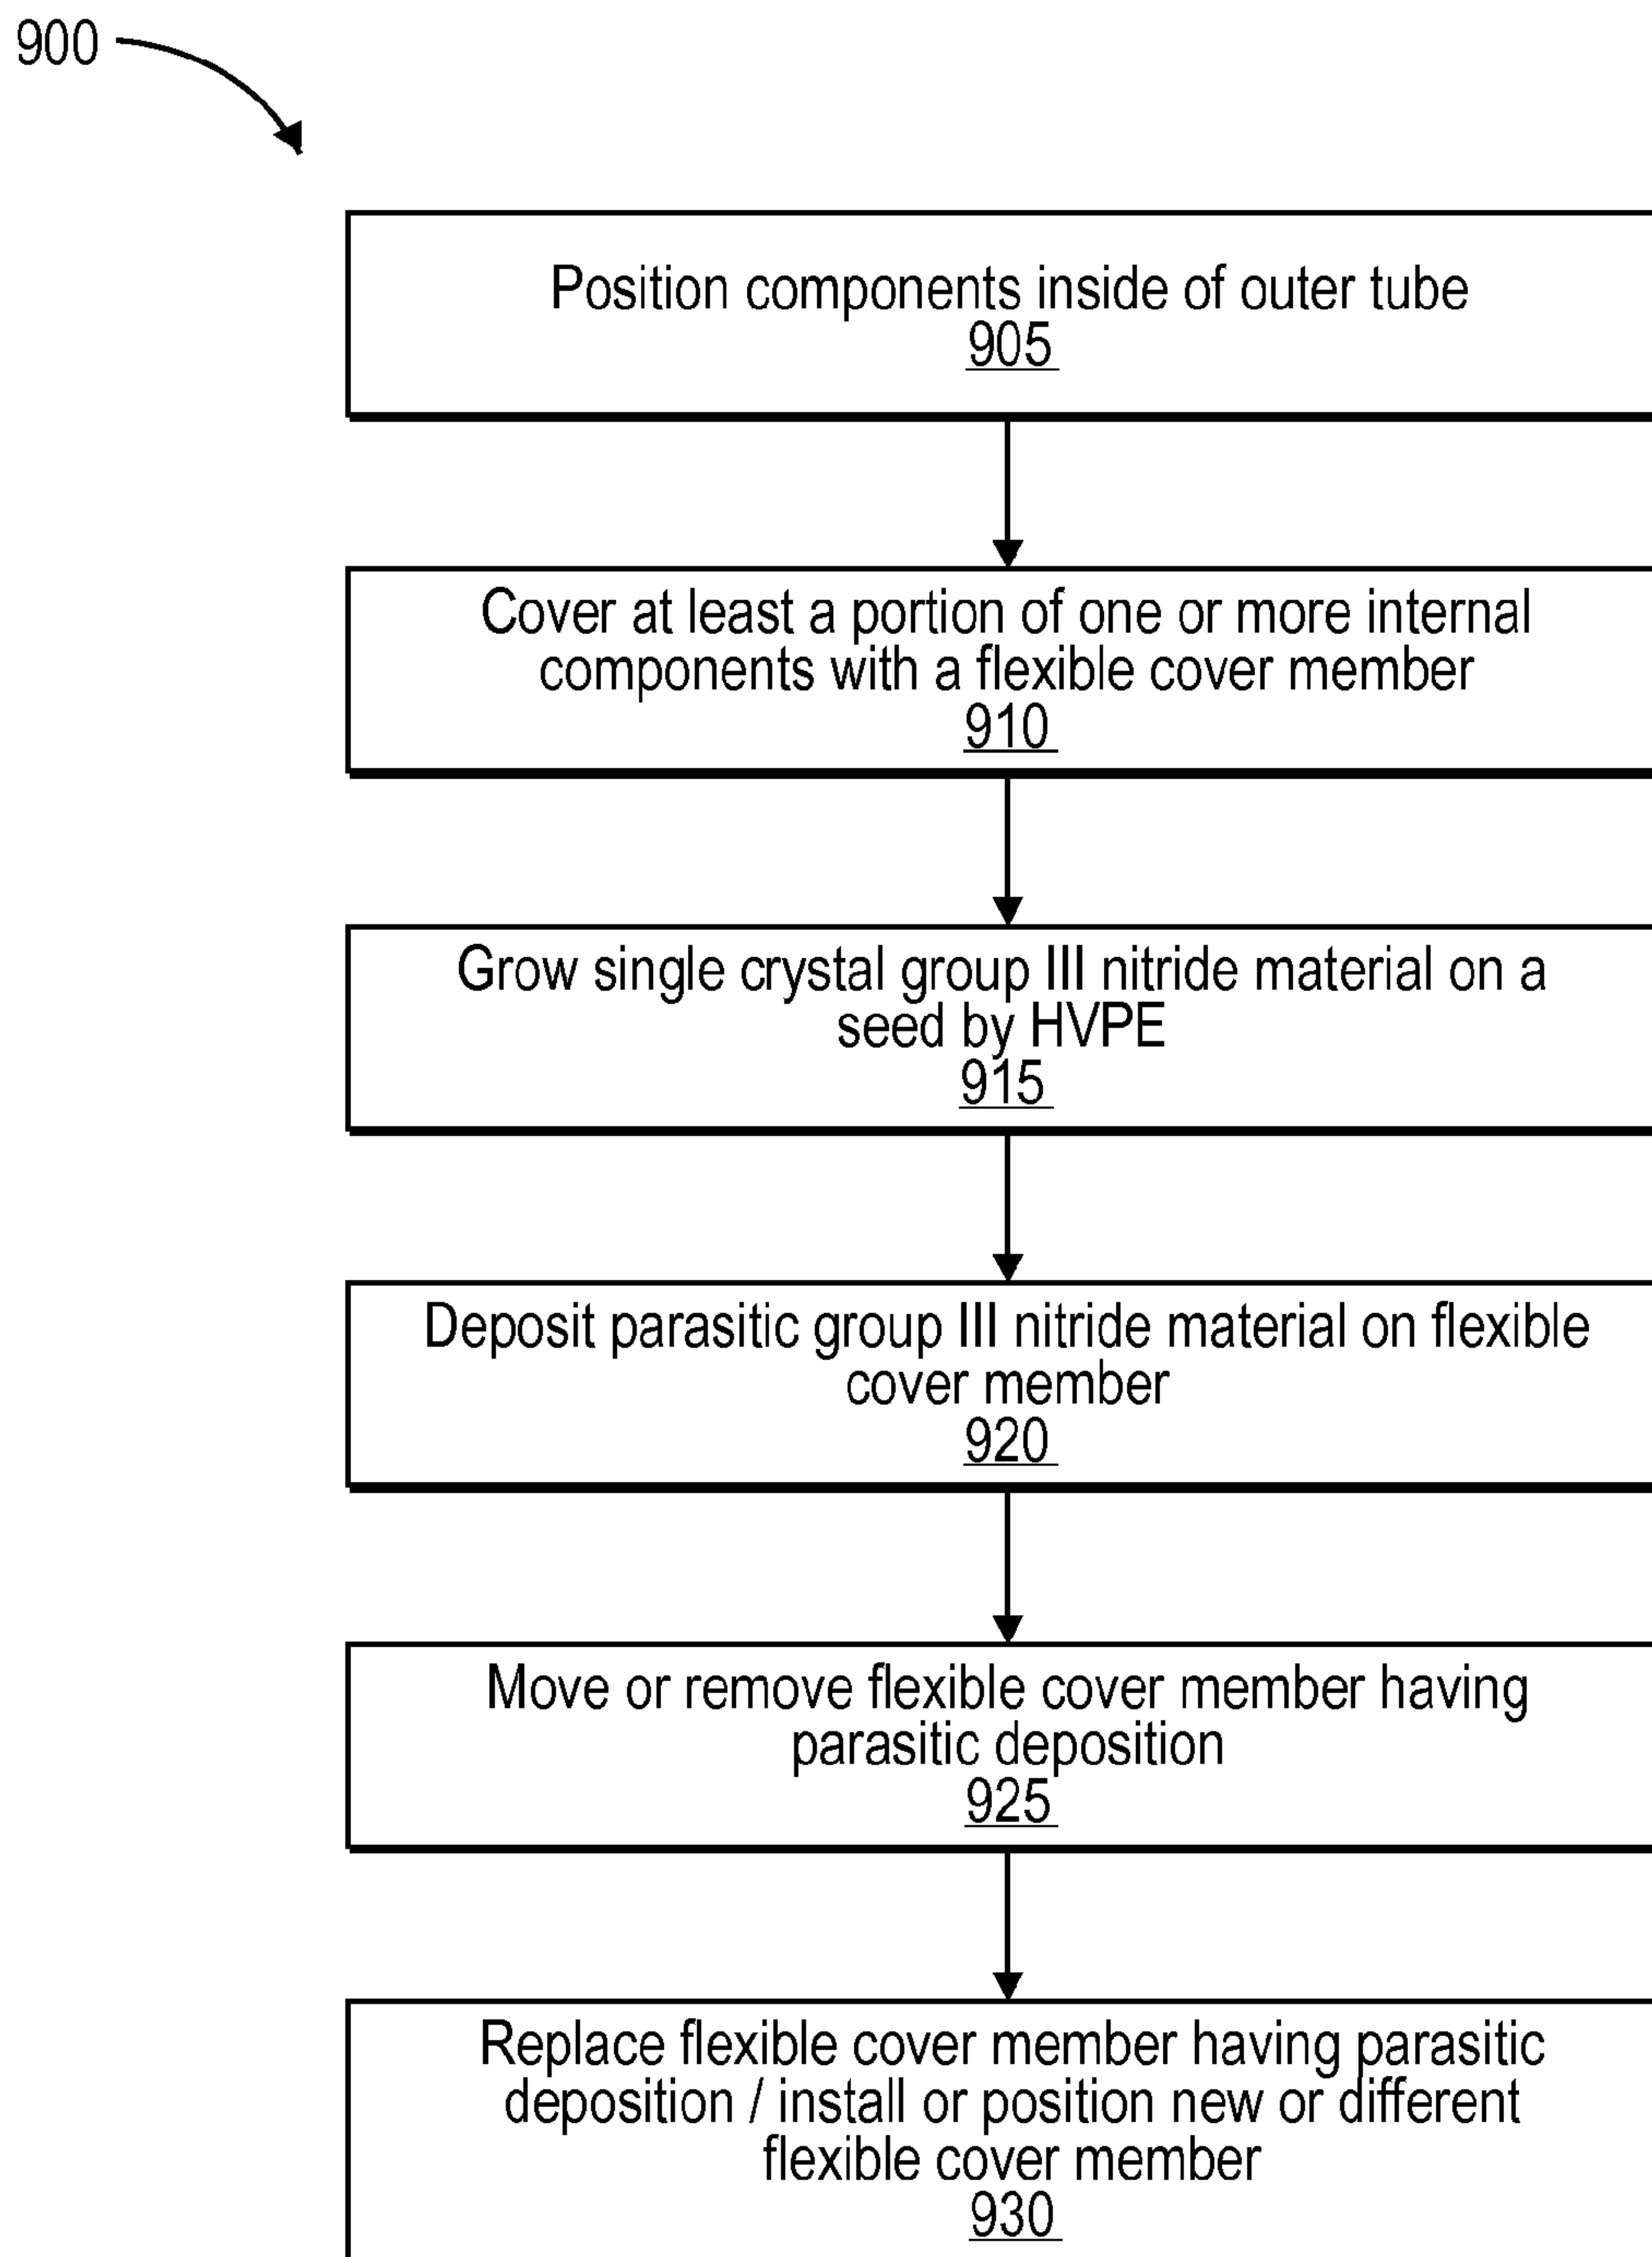 900
Position components inside of outer tube
905
Cover at least a portion of one or more internal
components with a flexible cover member
910
Grow single crystal group III nitride material on a
seed by HVPE
915
Deposit parasitic group III nitride material on flexible
cover member
920
Move or remove flexible cover member having
parasitic deposition
925
Replace flexible cover member having parasitic
deposition / install or position new or different
flexible cover member
930